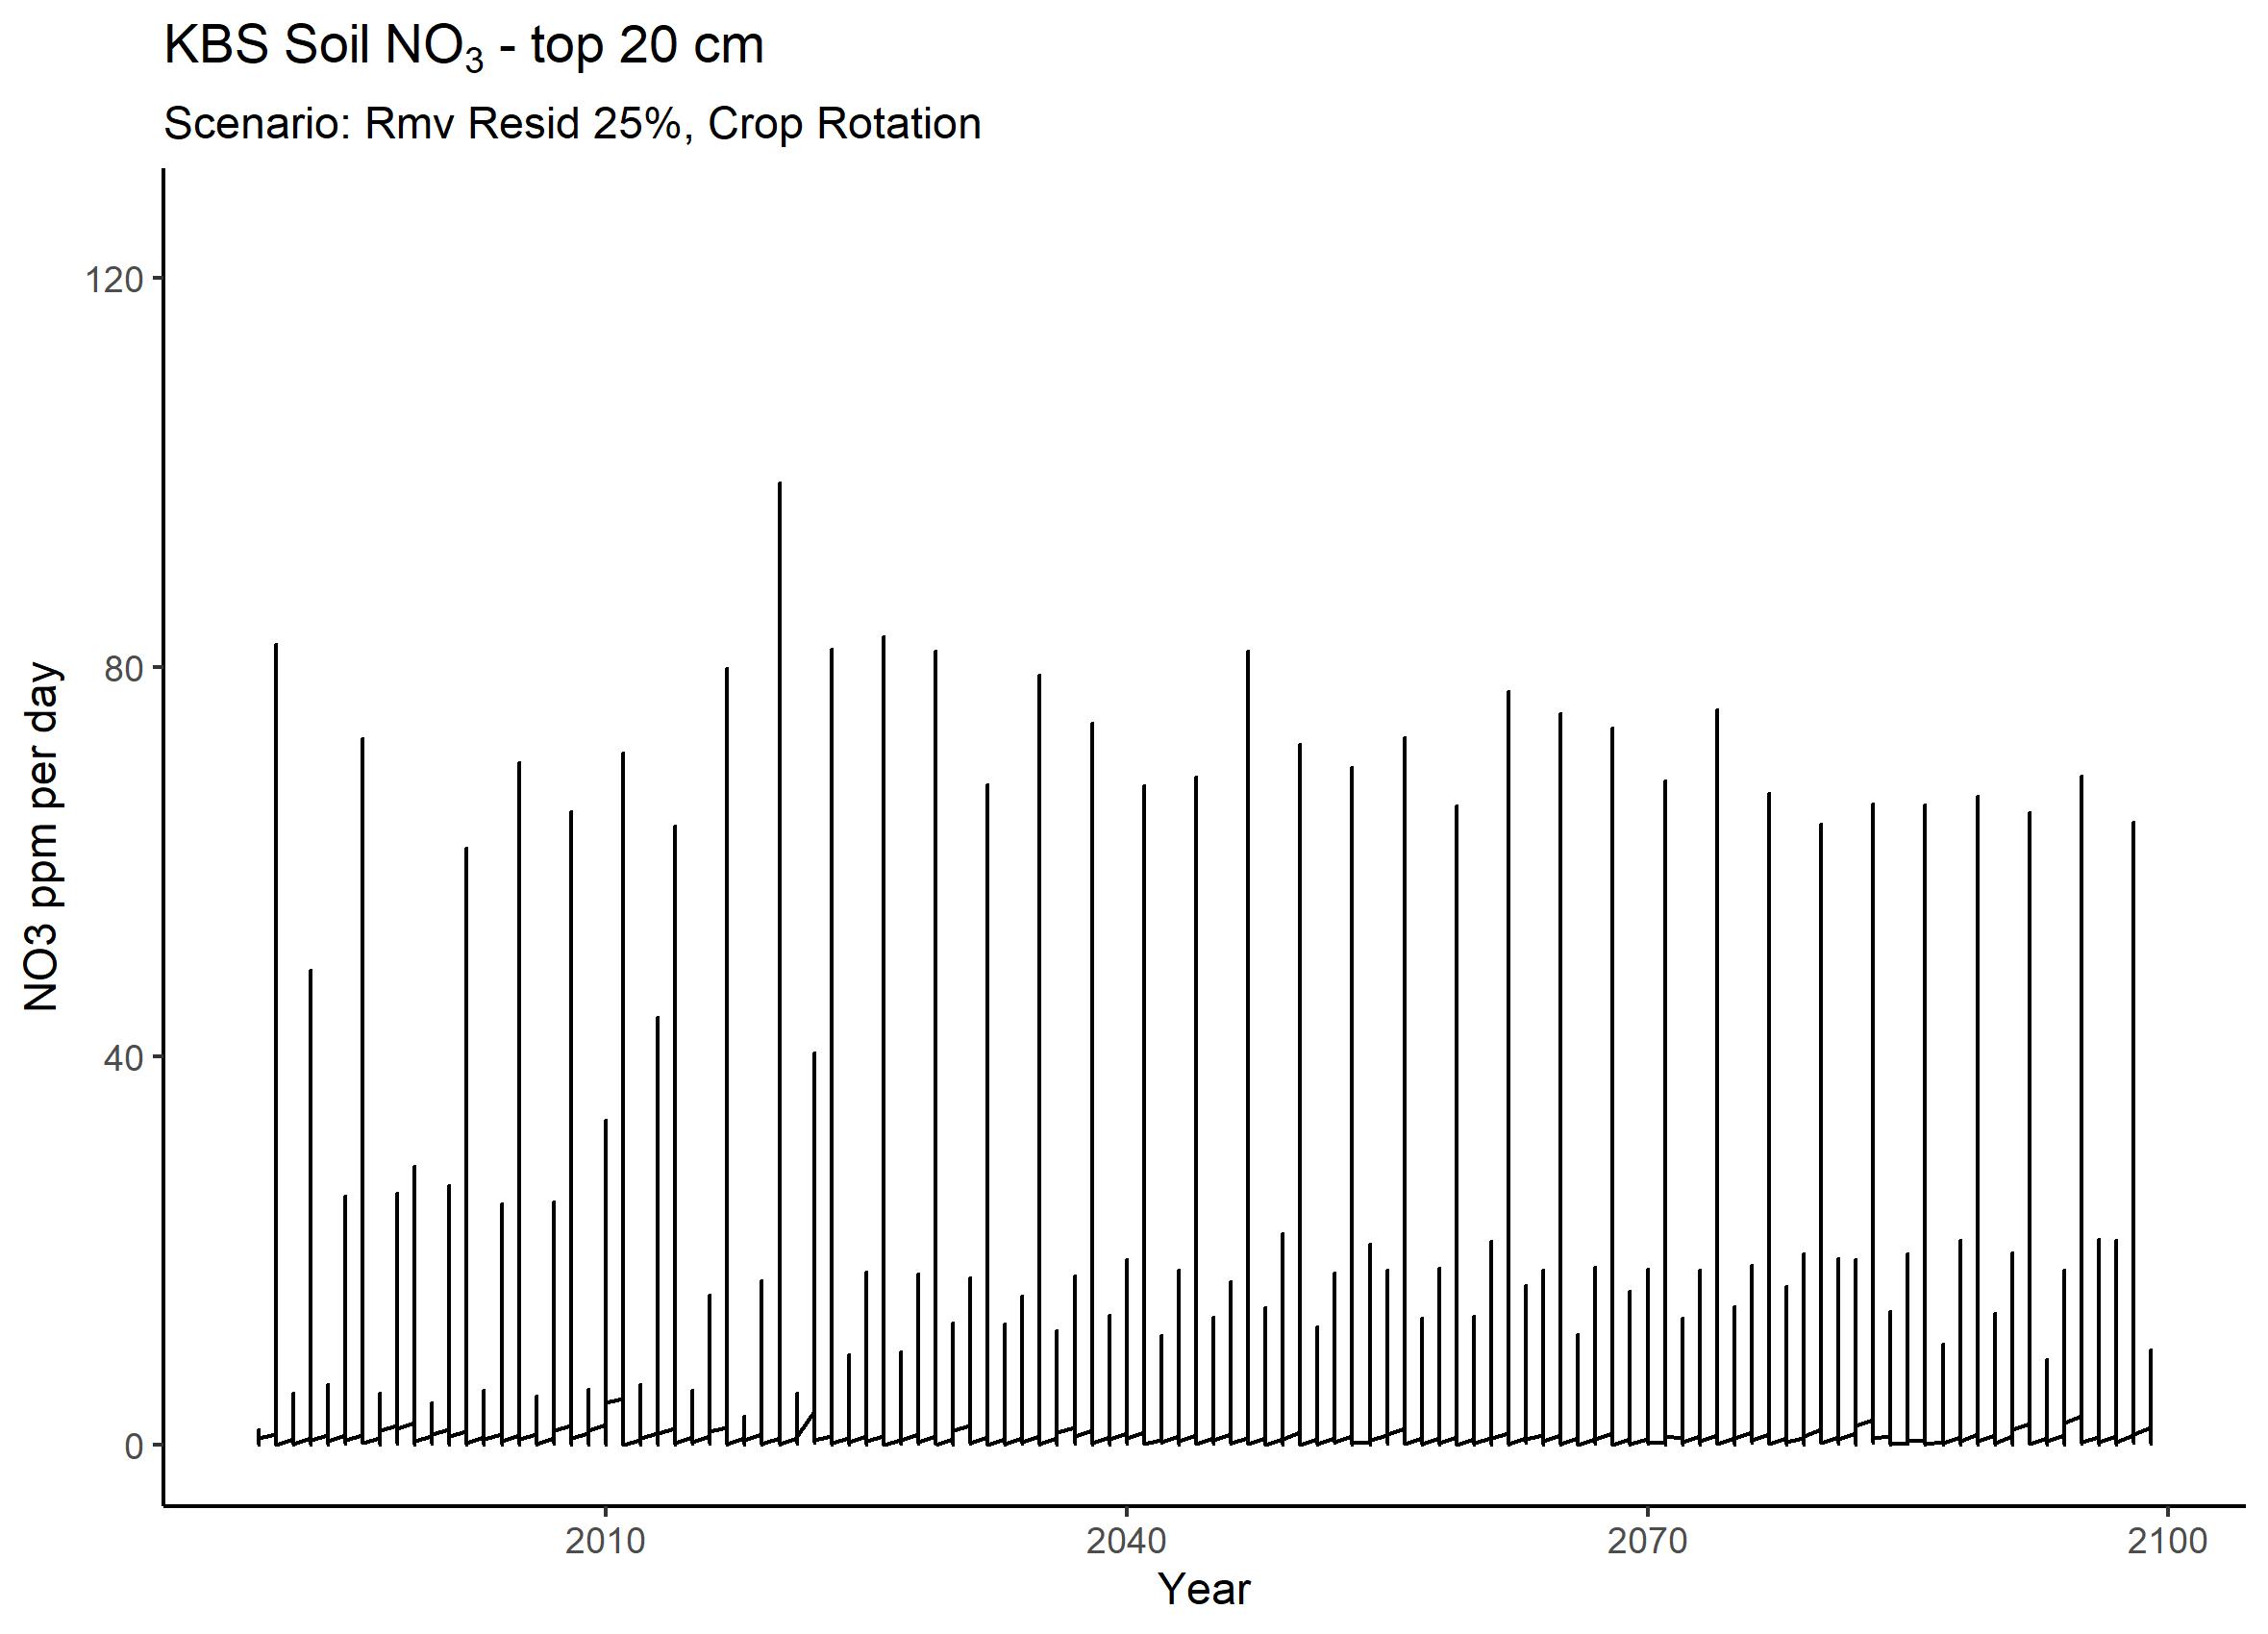 KBS Soil NO₃ - top 20 cm
Scenario: Rmv Resid 25%, Crop Rotation
NO3 ppm per day
120
80
40
0
2010 2040 2070 2100
Year